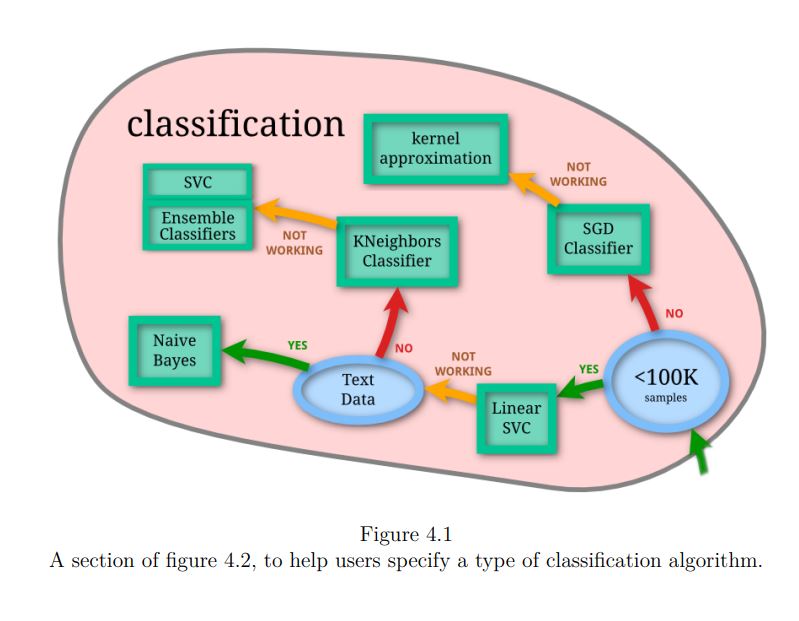 classification
kernel
approximation
NOT
WORKING
SVC
Ensemble
Classifiers
NOT
WORKING
KNeighbors
Classifier
SGD
Classifier
NO
Naive
Bayes
YES
NO
Text
Data
NOT
WORKING
Linear
SVC
YES
<100K
samples
Figure 4.1
A section of figure 4.2, to help users specify a type of classification algorithm.